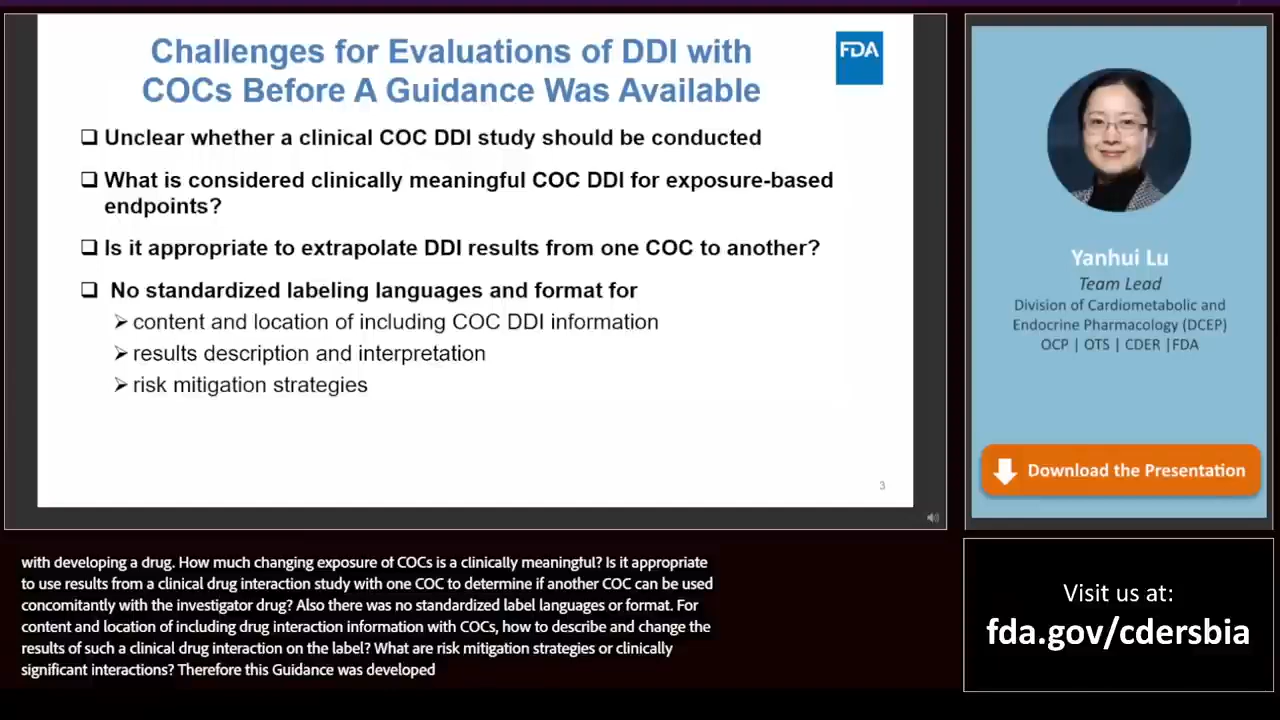 Challenges for Evaluations of DDI with
COCs Before A Guidance Was Available
FDA
Unclear whether a clinical COC DDI study should be conducted
What is considered clinically meaningful COC DDI for exposure-based
endpoints?
Is it appropriate to extrapolate DDI results from one COC to another?
No standardized labeling languages and format for
content and location of including COC DDI information
results description and interpretation
risk mitigation strategies
3
Yanhui Lu
Team Lead
Division of Cardiometabolic and
Endocrine Pharmacology (DCEP)
OCP | OTS | CDER |FDA
Download the Presentation
with developing a drug. How much changing exposure of COCs is a clinically meaningful? Is it appropriate
to use results from a clinical drug interaction study with one COC to determine if another COC can be used
concomitantly with the investigator drug? Also there was no standardized label languages or format. For
content and location of including drug interaction information with COCs, how to describe and change the
results of such a clinical drug interaction on the label? What are risk mitigation strategies or clinically
significant interactions? Therefore this Guidance was developed
Visit us at:
fda.gov/cdersbia